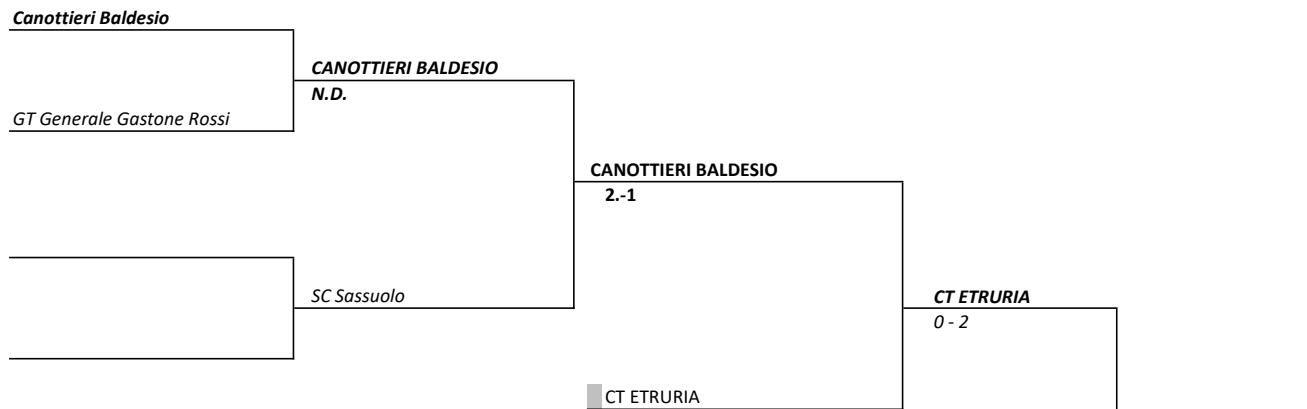 Canottieri Baldesio
CANOTTIERI BALDESIO
N.D.
GT Generale Gastone Rossi
CANOTTIERI BALDESIO
2.-1
SC Sassuolo
CT ETRURIA
0 - 2
CT ETRURIA